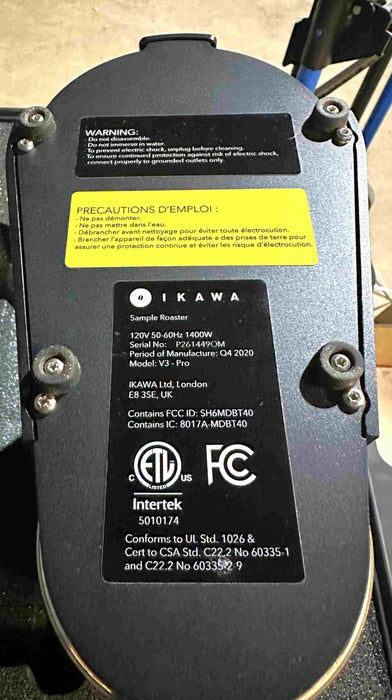 WARNING:
- Do not disassemble.
- Do not immerse in water.
- To prevent electric shock, unplug before cleaning.
- To ensure continued protection against risk of electric shock,
connect properly to grounded outlets only.
PRECAUTIONS D'EMPLOI :
- Ne pas démonter.
- Ne pas mettre dans l'eau.
- Débrancher avant nettoyage pour éviter toute électrocution.
- Brancher l'appareil de façon adéquate a des prises de terre pour
assurer une protection continue et éviter les risque d'électrocution.
IKAWA
Sample Roaster
120V 50-60Hz 1400W
Serial No: P261449OM
Period of Manufacture: Q4 2020
Model: V3 - Pro
IKAWA Ltd, London
E8 3SE, UK
Contains FCC ID: SH6MDBT40
Contains IC: 8017A-MDBT40
C ETL LISTED US FC
Intertek
5010174
Conforms to UL Std. 1026 &
Cert to CSA Std. C22.2 No 60335-1
and C22.2 No 60335-2-9